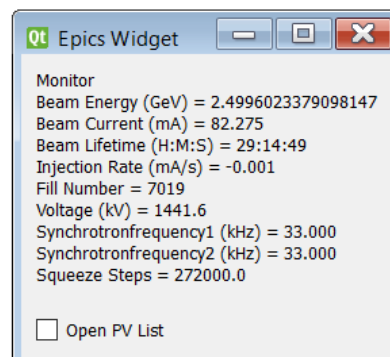 Qt Epics Widget
Monitor
Beam Energy (GeV) = 2.4996023379098147
Beam Current (mA) = 82.275
Beam Lifetime (H:M:S) = 29:14:49
Injection Rate (mA/s) = -0.001
Fill Number = 7019
Voltage (kV) = 1441.6
Synchrotronfrequency1 (kHz) = 33.000
Synchrotronfrequency2 (kHz) = 33.000
Squeeze Steps = 272000.0
Open PV List